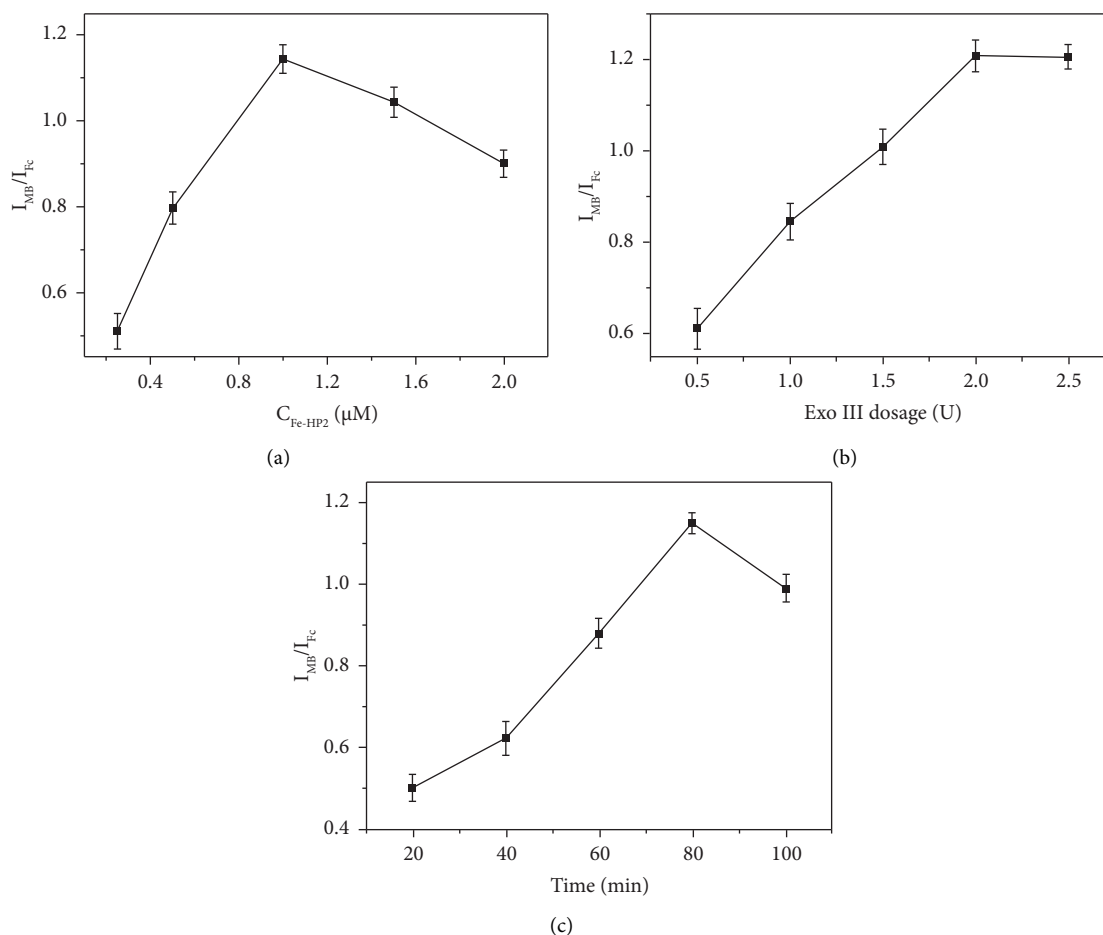 1.2
1.0
0.8
0.6
I_MB/I_Fc
0.4 0.8 1.2 1.6 2.0
C_Fe-HP2 (μM)
(a)
1.2
1.0
0.8
0.6
I_MB/I_Fc
0.5 1.0 1.5 2.0 2.5
Exo III dosage (U)
(b)
1.2
1.0
0.8
0.6
0.4
I_MB/I_Fc
20 40 60 80 100
Time (min)
(c)